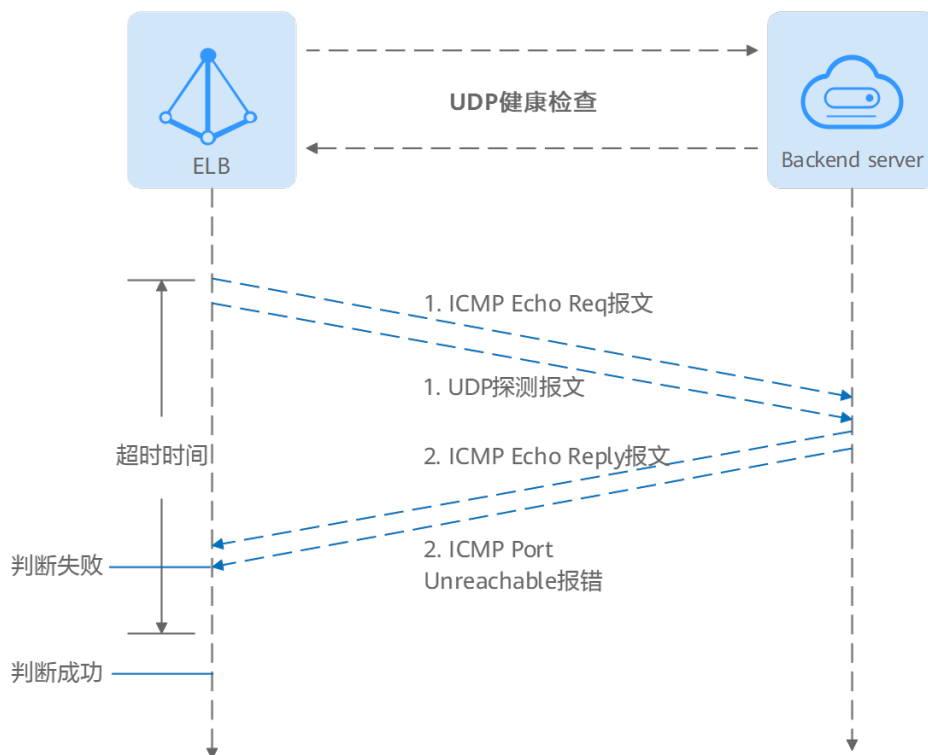 UDP健康检查
ELB
Backend server
1. ICMP Echo Req报文
1. UDP探测报文
超时时间
2. ICMP Echo Reply报文
2. ICMP Port
Unreachable报错
判断失败
判断成功